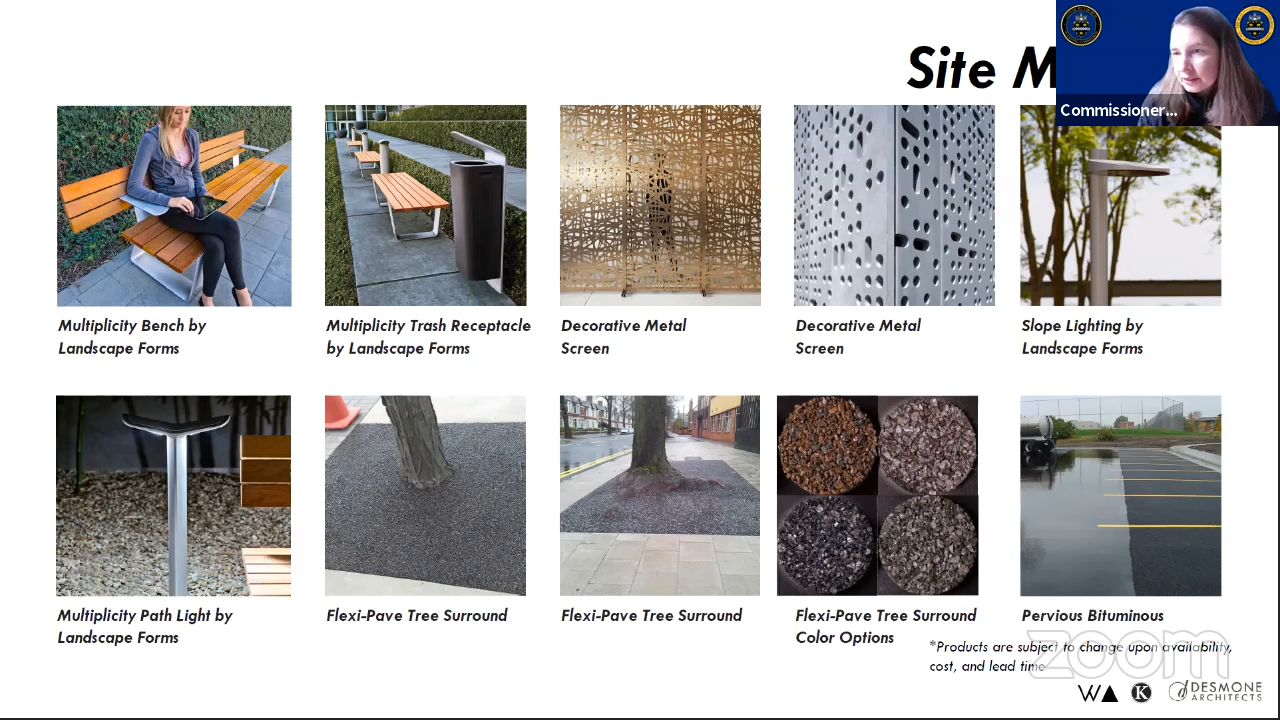 Site M
Commissioner...
Multiplicity Bench by
Landscape Forms
Multiplicity Trash Receptacle
by Landscape Forms
Decorative Metal
Screen
Decorative Metal
Screen
Slope Lighting by
Landscape Forms
Multiplicity Path Light by
Landscape Forms
Flexi-Pave Tree Surround
Flexi-Pave Tree Surround
Flexi-Pave Tree Surround
Color Options
Pervious Bituminous
*Products are subject to change upon availability,
cost, and lead time
zoom
WA K d DESMONE
ARCHITECTS